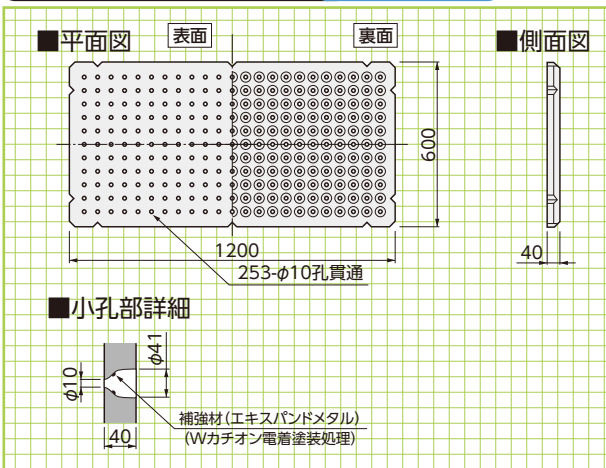 ■平面図
表面
裏面
■側面図
600
1200
40
253-φ10孔貫通
■小孔部詳細
φ41
φ10
補強材(エキスパンドメタル)
40
(Wカチオン電着塗装処理)